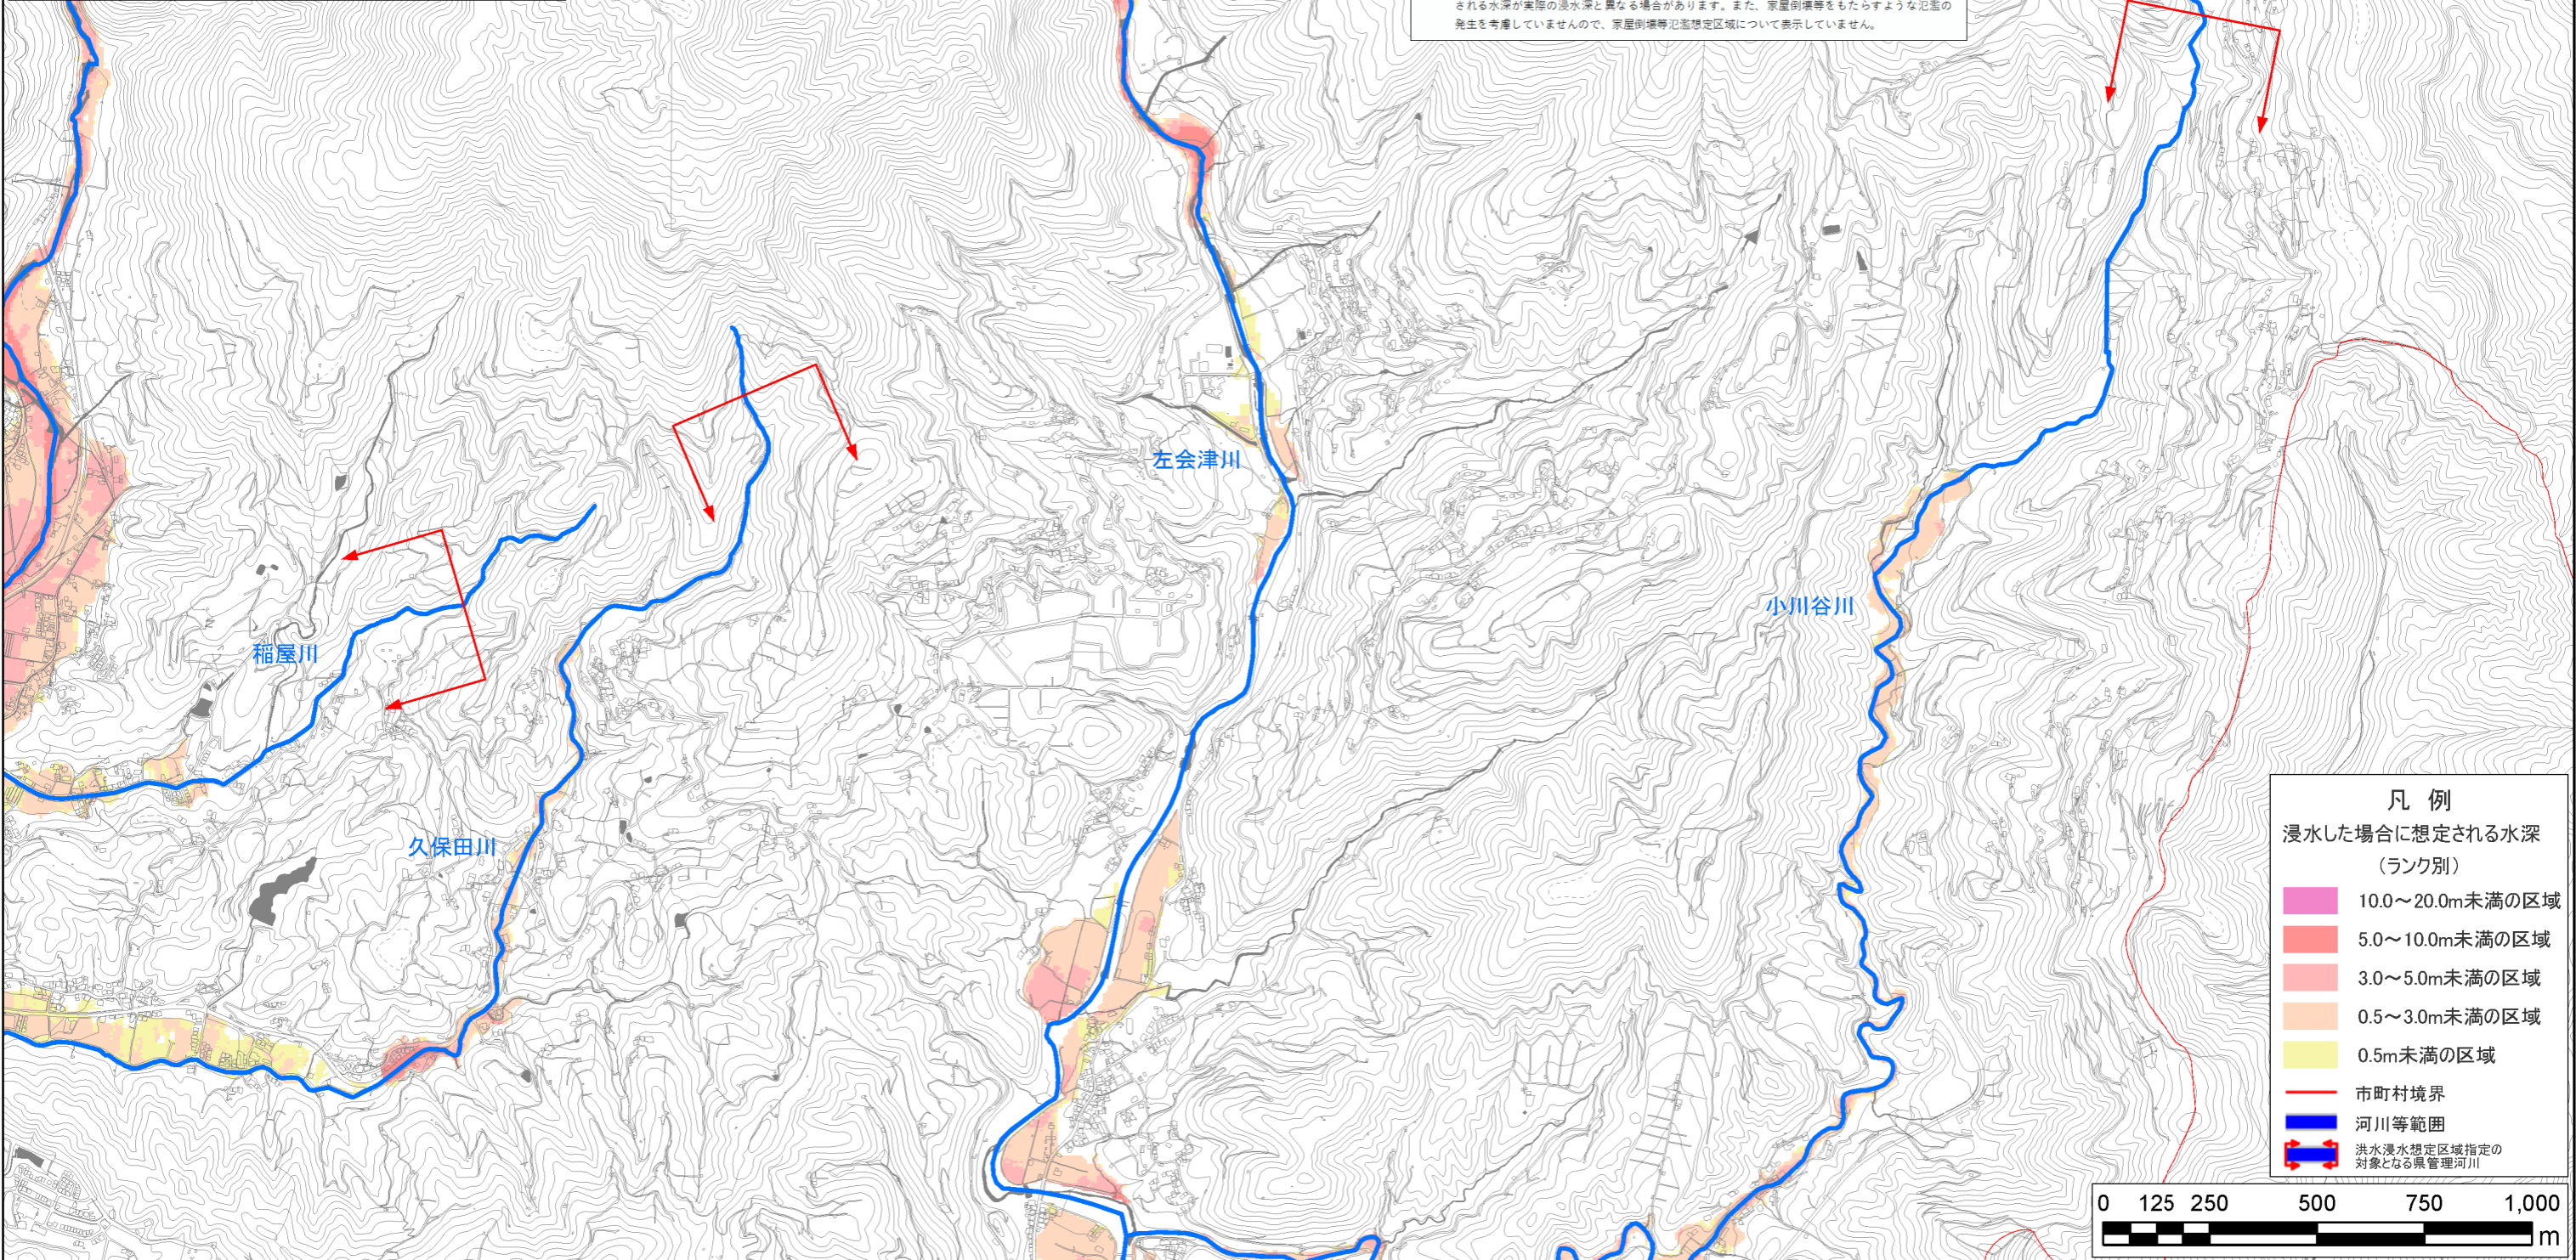 される水深が実際の浸水深と異なる場合があります。また、家屋倒壊等をもたらすような氾濫の
発生を考慮していませんので、家屋倒壊等氾濫想定区域について表示していません。
左会津川
小川谷川
稲屋川
久保田川
凡 例
浸水した場合に想定される水深
（ランク別）
10.0～20.0m未満の区域
5.0～10.0m未満の区域
3.0～5.0m未満の区域
0.5～3.0m未満の区域
0.5m未満の区域
市町村境界
河川等範囲
洪水浸水想定区域指定の
対象となる県管理河川
0 125 250 500 750 1,000
m